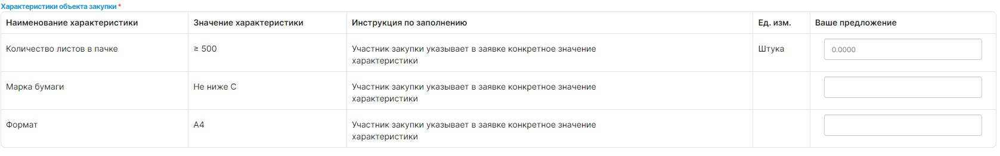 Характеристики объекта закупки *
Наименование характеристики Значение характеристики Инструкция по заполнению Ед. изм. Ваше предложение
Количество листов в пачке ≥ 500 Участник закупки указывает в заявке конкретное значение Штука 0.0000
характеристики
Марка бумаги Не ниже С Участник закупки указывает в заявке конкретное значение
характеристики
Формат А4 Участник закупки указывает в заявке конкретное значение
характеристики